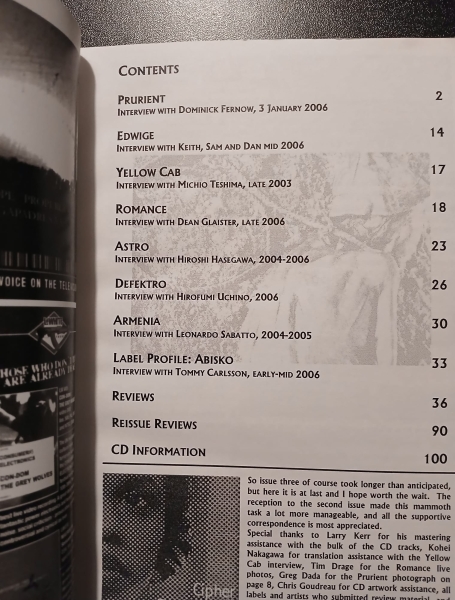 CONTENTS
PRURIENT 2
INTERVIEW WITH DOMINICK FERNOW, 3 JANUARY 2006
EDWIGE 14
INTERVIEW WITH KEITH, SAM AND DAN MID 2006
YELLOW CAB 17
INTERVIEW WITH MICHIO TESHIMA, LATE 2003
ROMANCE 18
INTERVIEW WITH DEAN GLAISTER, LATE 2006
ASTRO 23
INTERVIEW WITH HIROSHI HASEGAWA, 2004-2006
DEFEKTRO 26
INTERVIEW WITH HIROFUMI UCHINO, 2006
ARMENIA 30
INTERVIEW WITH LEONARDO SABATTO, 2004-2005
LABEL PROFILE: ABISKO 33
INTERVIEW WITH TOMMY CARLSSON, EARLY-MID 2006
REVIEWS 36
REISSUE REVIEWS 90
CD INFORMATION 100
So issue three of course took longer than anticipated,
but here it is at last and I hope worth the wait. The
reception to the second issue made this mammoth
task a lot more manageable, and all the supportive
correspondence is most appreciated.
Special thanks to Larry Kerr for his mastering
assistance with the bulk of the CD tracks, Kohei
Nakagawa for translation assistance with the Yellow
Cab interview, Tim Drage for the Romance live
photos, Greg Dada for the Prurient photograph on
page 8, Chris Goudreau for CD artwork assistance, all
labels and artists who submitted review material, and
Cipher
VOICE ON THE
ARE ALREADY
ELECTRONICS
CON-DOM
THE GREY WOLVES